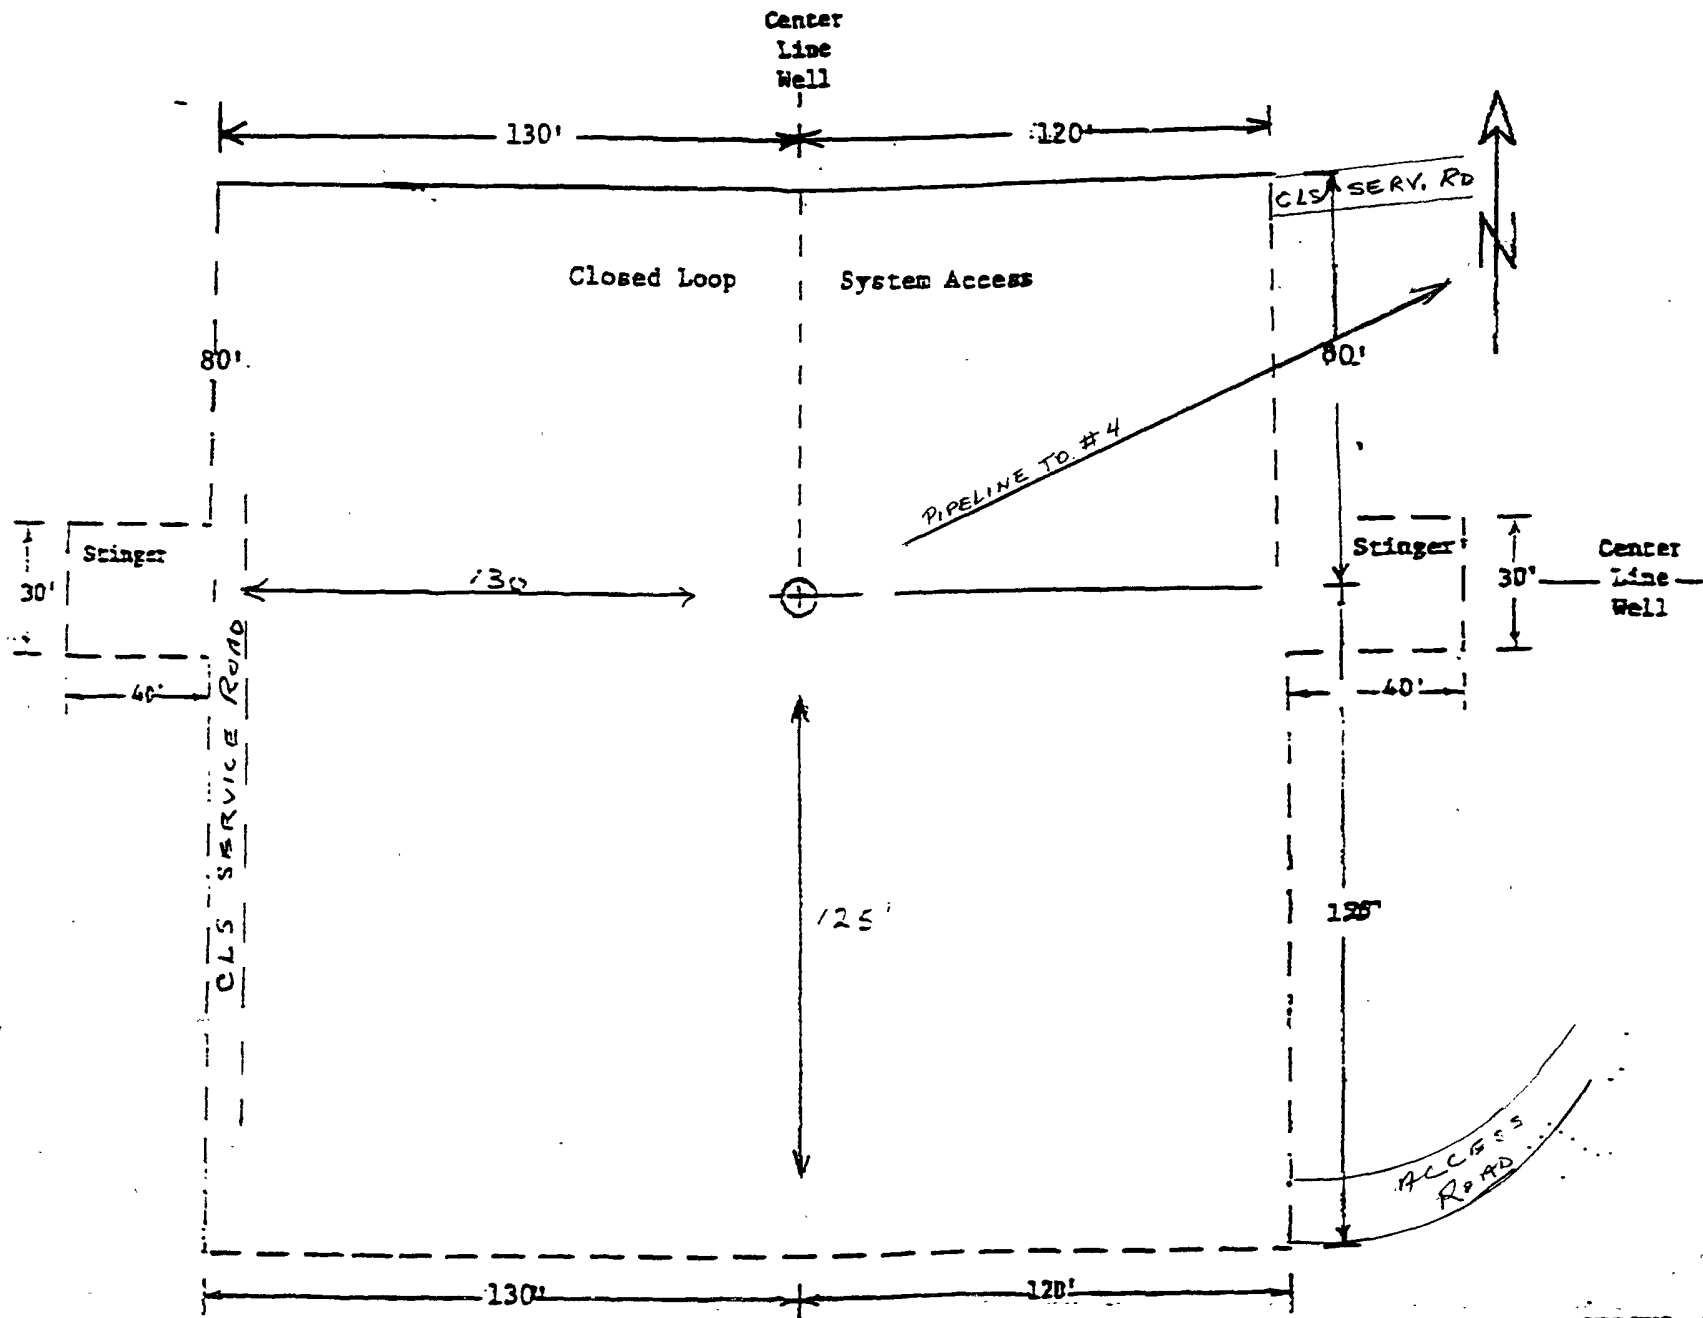 Center
Line
Well
130'
120'
CLS SERV. RD
N
Closed Loop
System Access
80'
80'
PIPELINE TO #4
Stinger
Stinger
30'
130
30'
Center
Line
Well
40'
40'
CLS SERVICE ROAD
125'
ACCESS
ROAD
130'
120'